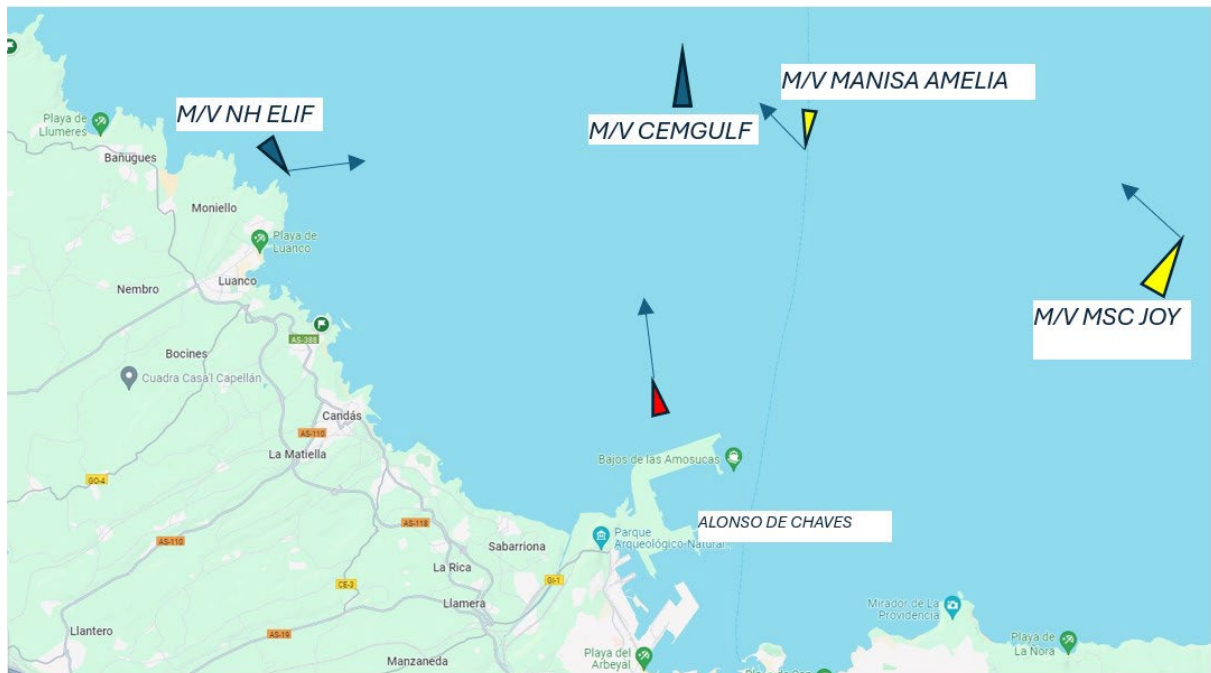 M/V MANISA AMELIA
M/V NH ELIF
Playa de
Llumeres
M/V CEMGULF
Bañugues
Moniello
Playa de
Luanco
Luanco
Nembro
M/V MSC JOY
AS-388
Bocines
Cuadra Casa'l Capellán
Candás
AS-110
La Matiella
Bajos de las Amosucas
GO-4
AS-118
ALONSO DE CHAVES
Parque
Arqueológico-Natural...
AS-110
Sabarriona
La Rica
GI-1
CE-3
Llamera
Mirador de La
Providencia
Llantero
AS-19
Playa de
La Ñora
Manzaneda
Playa del
Arbeyal